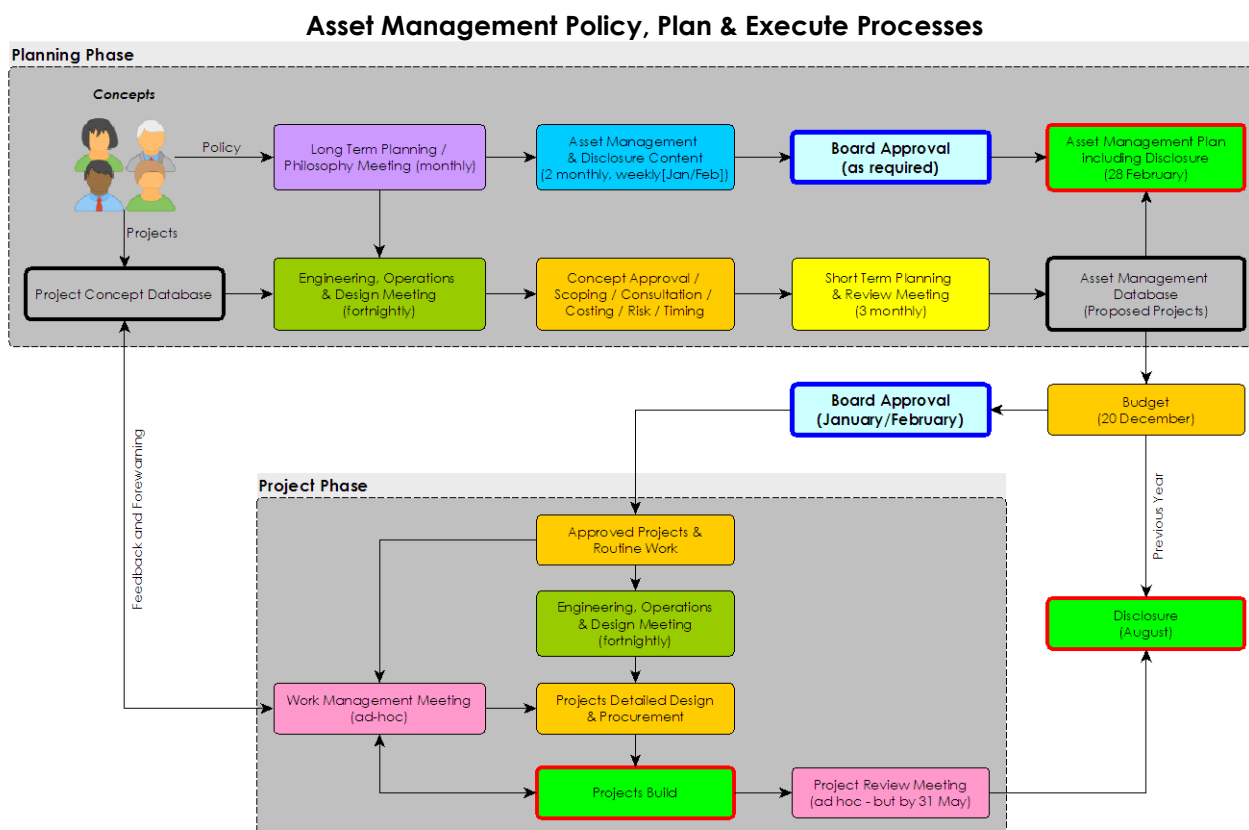 Asset Management Policy, Plan & Execute Processes
Planning Phase
Concepts
Policy
Long Term Planning /
Philosophy Meeting (monthly)
Asset Management
& Disclosure Content
(2 monthly, weekly[Jan/Feb])
Board Approval
(as required)
Asset Management Plan
including Disclosure
(28 February)
Projects
Project Concept Database
Engineering, Operations
& Design Meeting
(fortnightly)
Concept Approval /
Scoping / Consultation /
Costing / Risk / Timing
Short Term Planning
& Review Meeting
(3 monthly)
Asset Management
Database
(Proposed Projects)
Board Approval
(January/February)
Budget
(20 December)
Feedback and Forewarning
Previous Year
Project Phase
Approved Projects &
Routine Work
Engineering, Operations
& Design Meeting
(fortnightly)
Disclosure
(August)
Work Management Meeting
(ad-hoc)
Projects Detailed Design
& Procurement
Projects Build
Project Review Meeting
(ad hoc - but by 31 May)